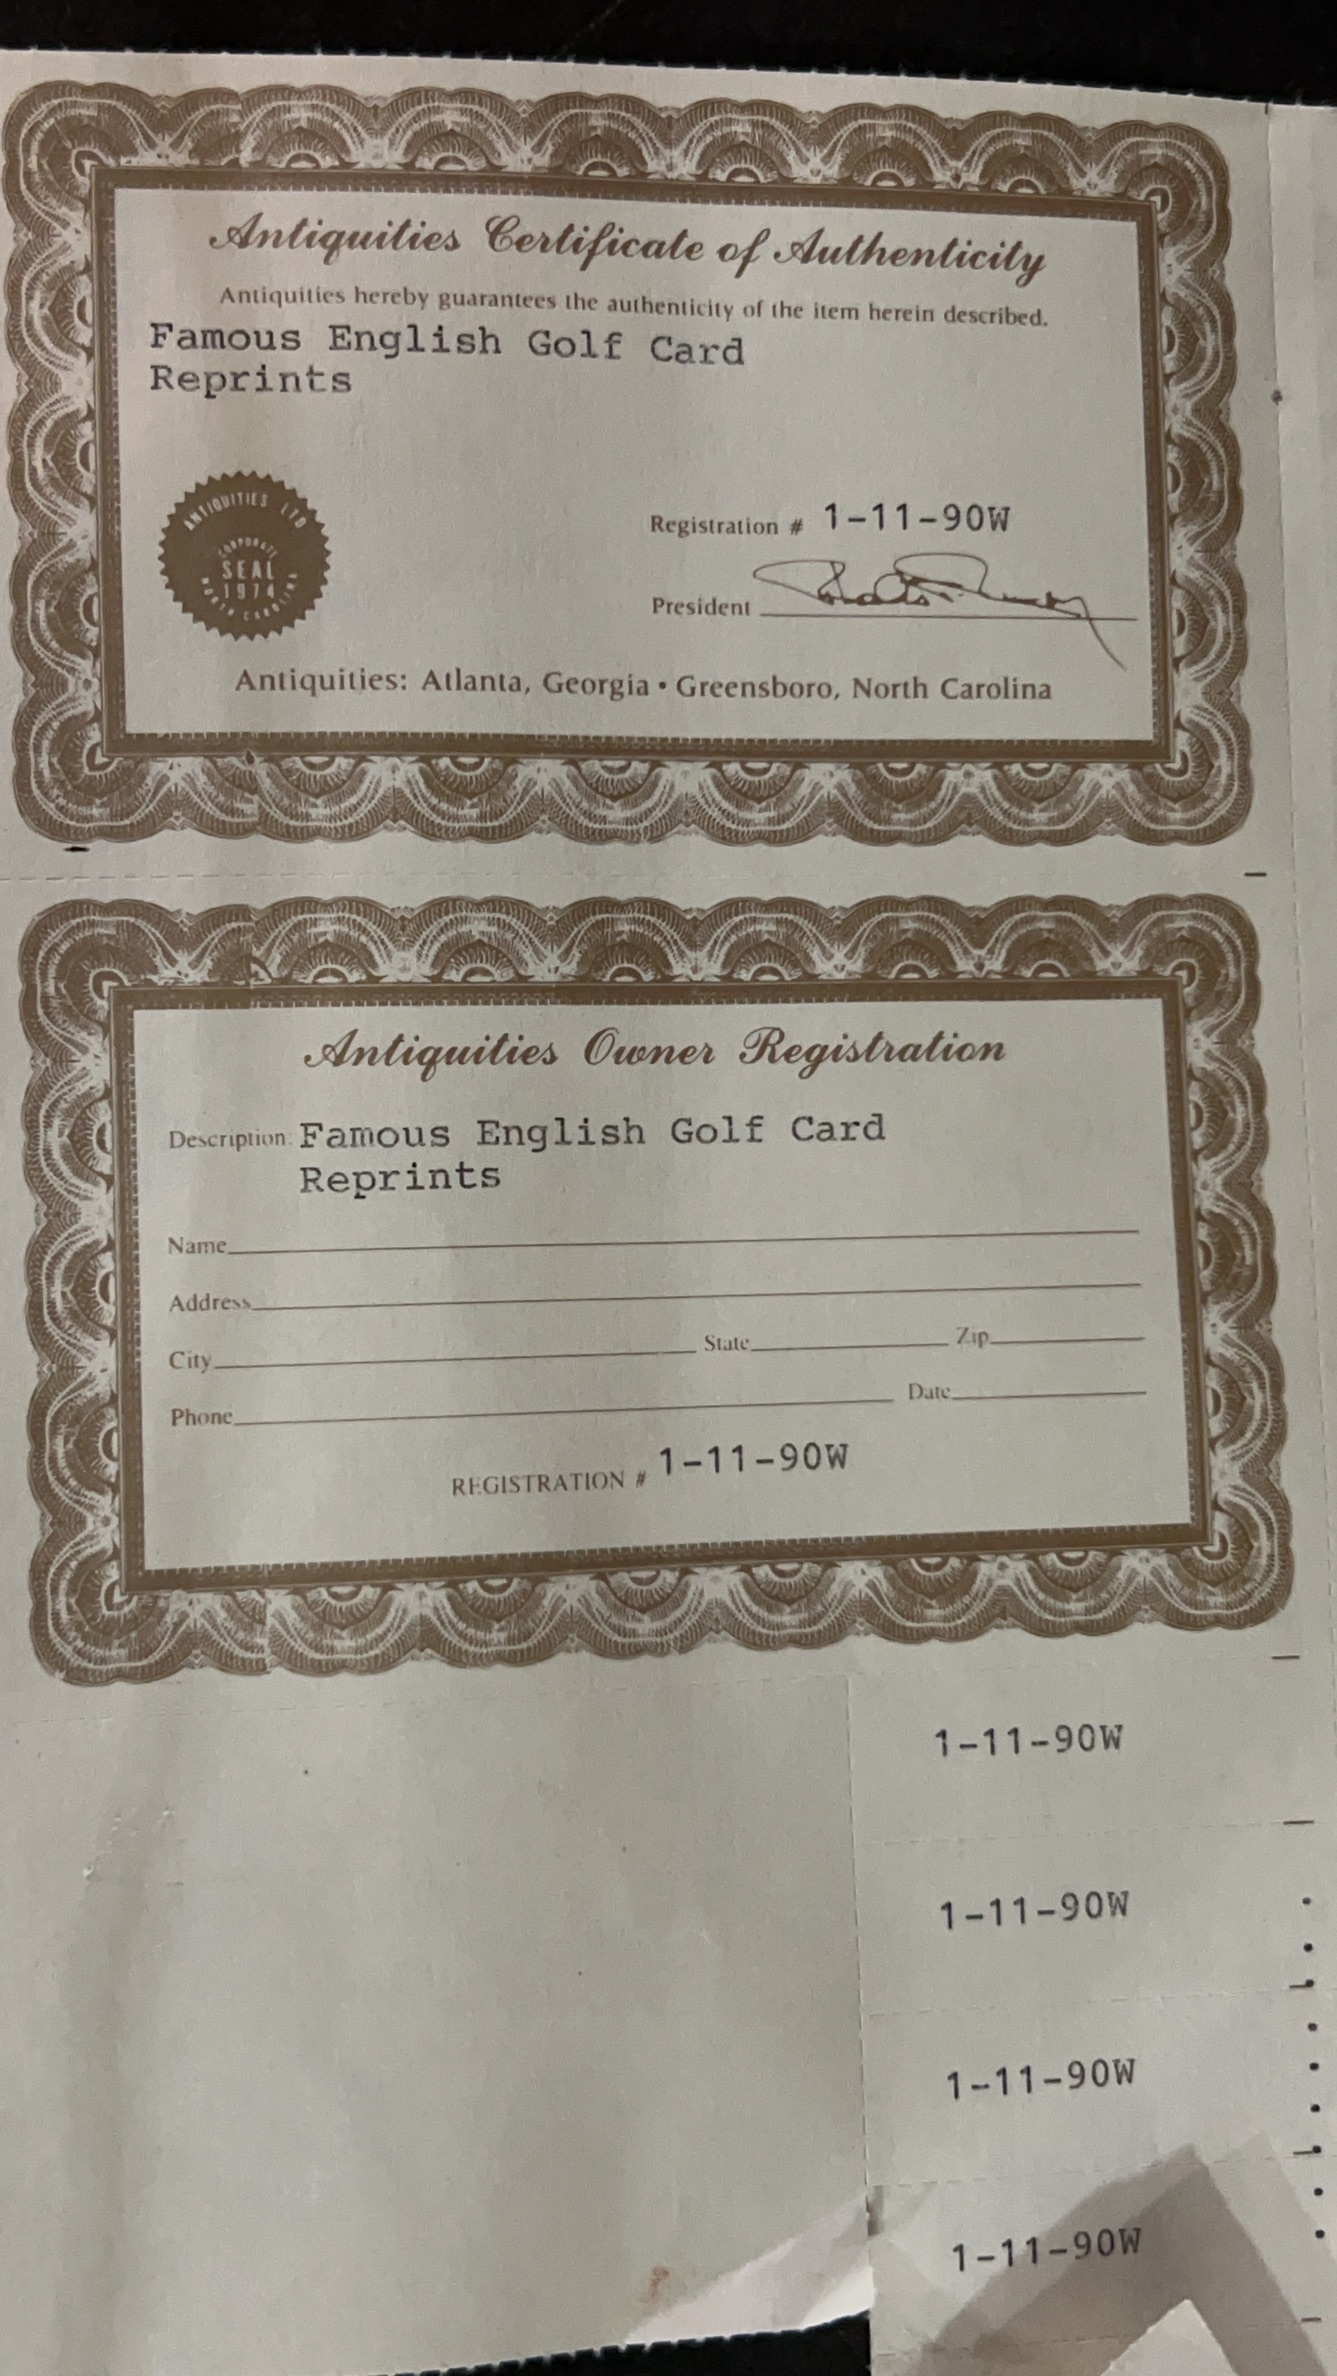 Antiquities Certificate of Authenticity
Antiquities hereby guarantees the authenticity of the item herein described.
Famous English Golf Card
Reprints
ANTIQUITIES LTD
CORPORATE
SEAL
1974
NORTH CAROLINA
Registration # 1-11-90W
President
Antiquities: Atlanta, Georgia • Greensboro, North Carolina
Antiquities Owner Registration
Description: Famous English Golf Card
Reprints
Name
Address
City State Zip
Phone Date
REGISTRATION # 1-11-90W
1-11-90W
1-11-90W
1-11-90W
1-11-90W